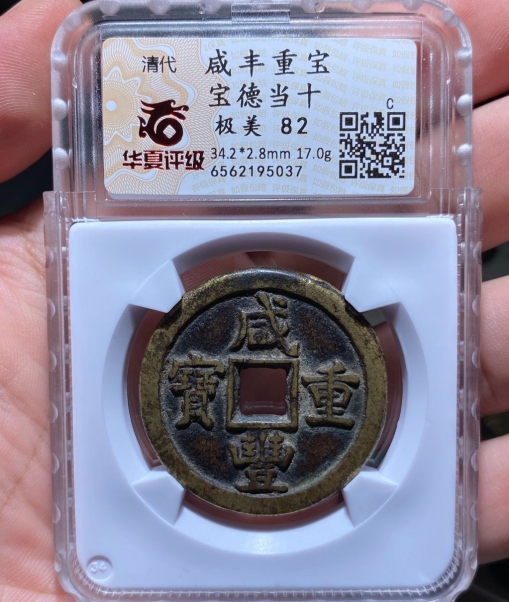 清代
咸丰重宝
宝德当十
极美 82
华夏评级
34.2*2.8mm 17.0g
6562195037
C
咸
豐
重
寶